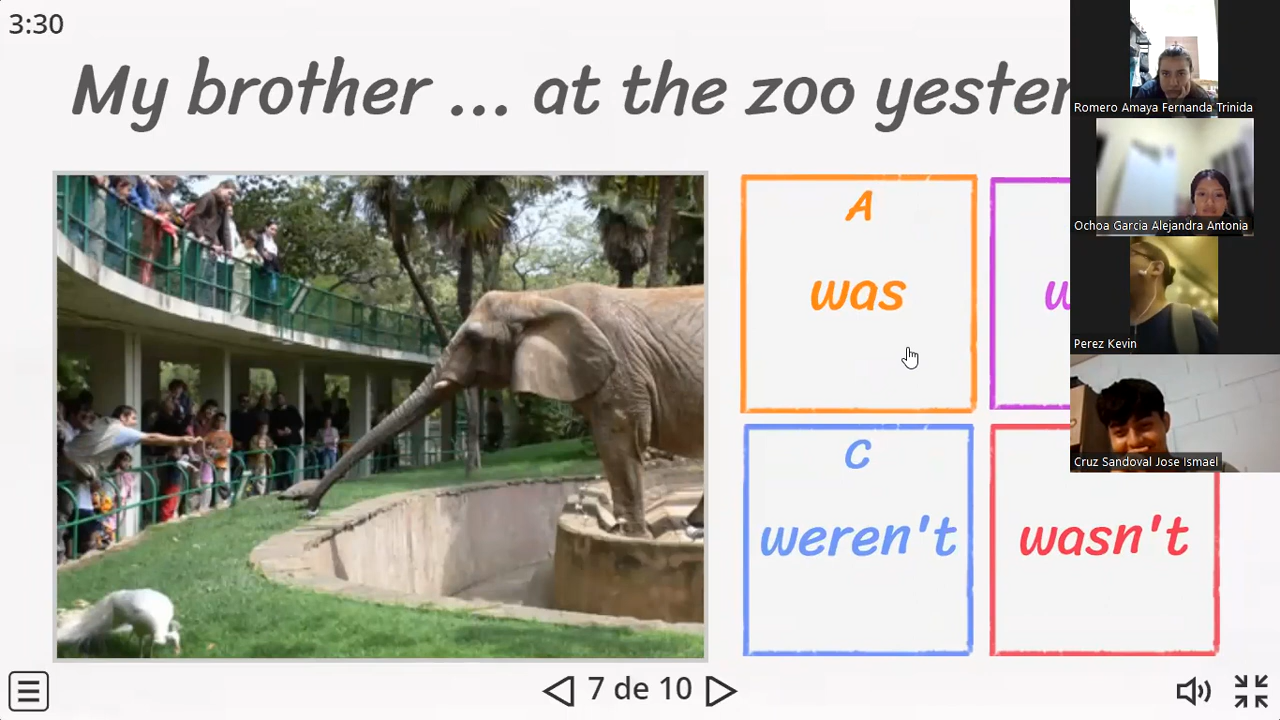 3:30
My brother ... at the zoo
A
was
C
weren't
wasn't
7 de 10
Romero Amaya Fernanda Trinida
Ochoa Garcia Alejandra Antonia
Perez Kevin
Cruz Sandoval Jose Ismael